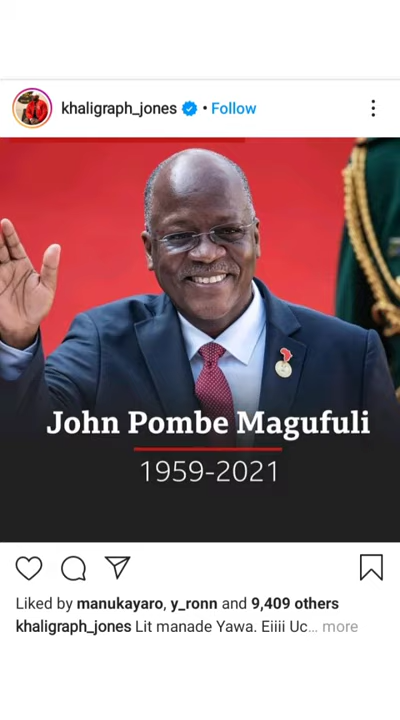 khaligraph_jones • Follow
John Pombe Magufuli
1959-2021
Liked by manukayaro, y_ronn and 9,409 others
khaligraph_jones Lit manade Yawa. Eiiii Uc... more